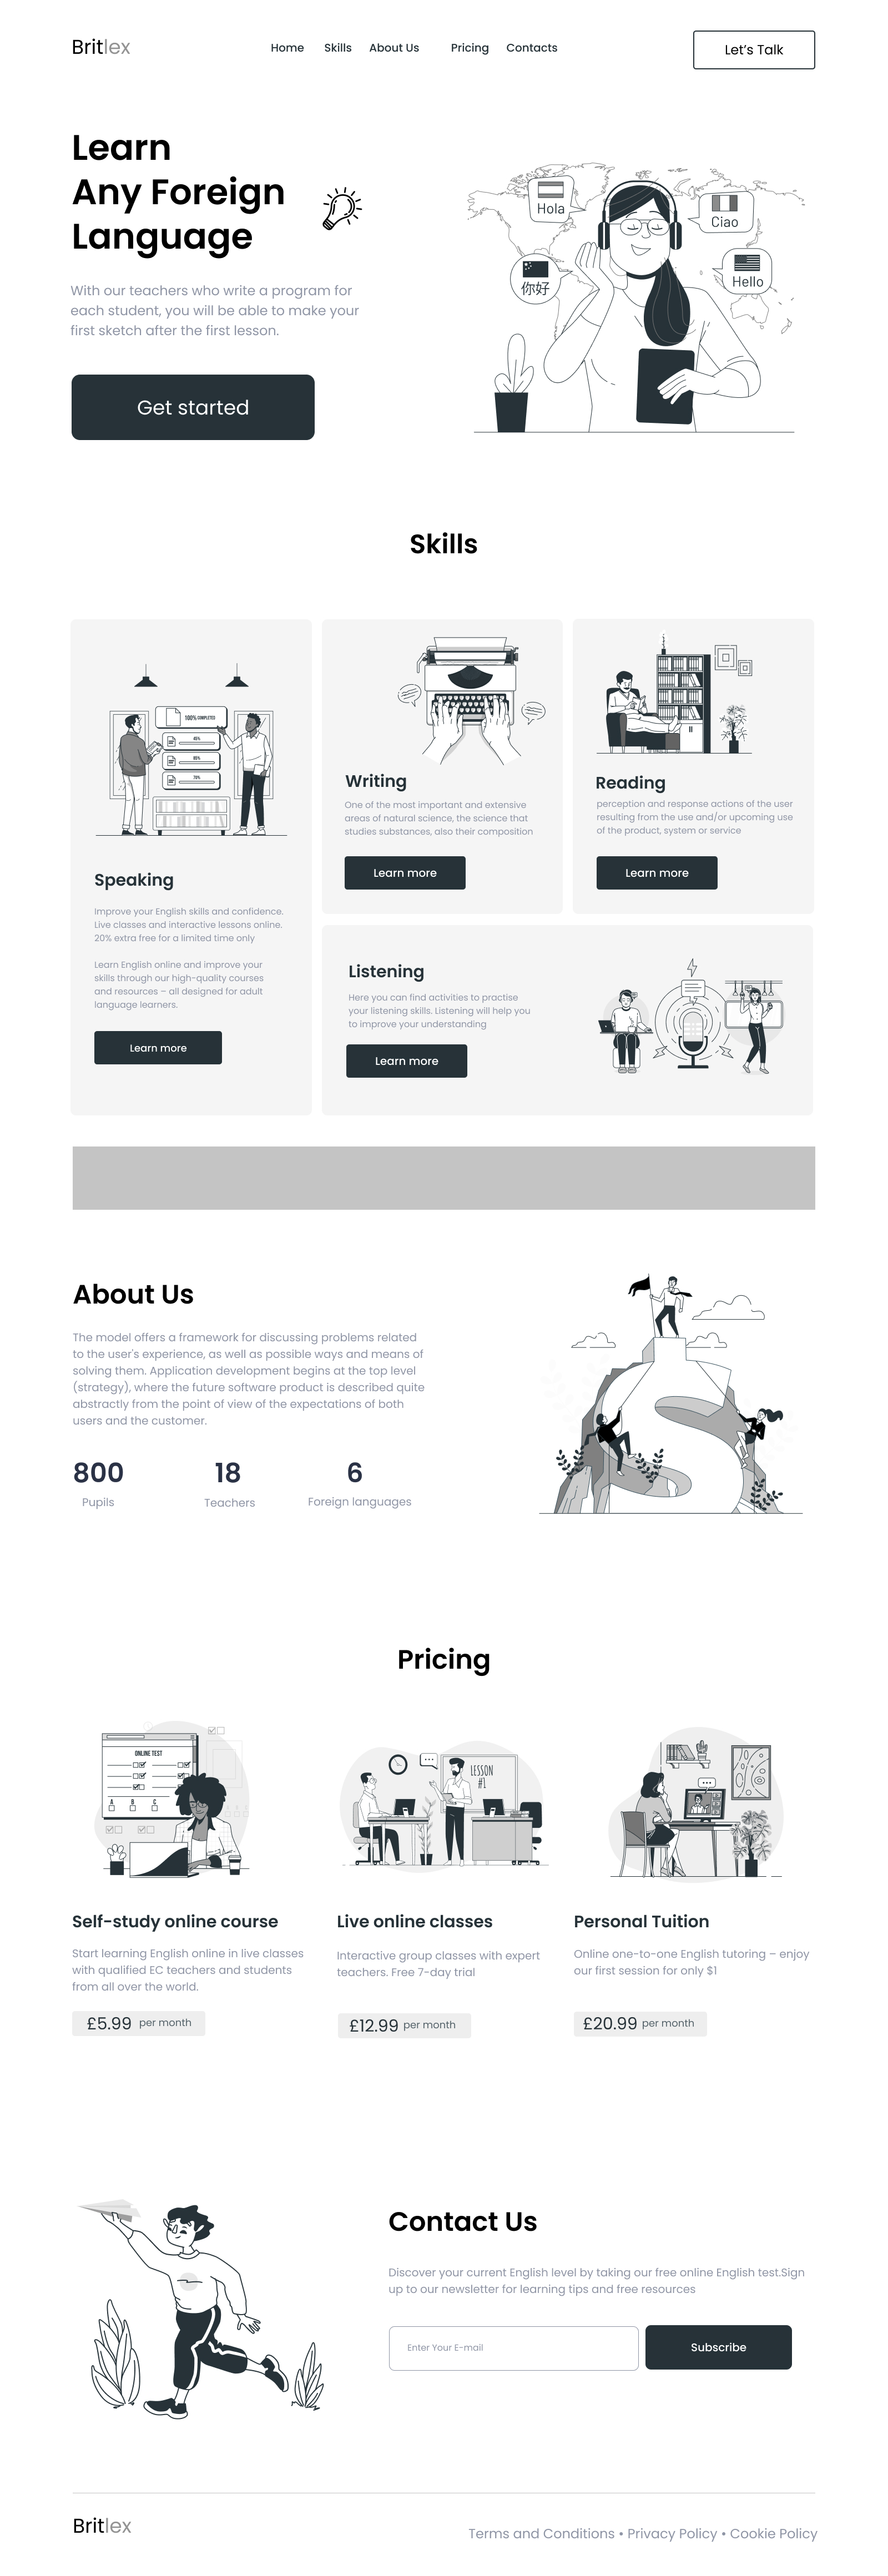 Britlex
Home Skills About Us Pricing Contacts
Let’s Talk
Learn
Any Foreign
Language
With our teachers who write a program for
each student, you will be able to make your
first sketch after the first lesson.
Get started
Hola
Ciao
你好
Hello
Skills
100% COMPLETED
45%
85%
70%
Speaking
Improve your English skills and confidence.
Live classes and interactive lessons online.
20% extra free for a limited time only
Learn English online and improve your
skills through our high-quality courses
and resources – all designed for adult
language learners.
Learn more
Writing
One of the most important and extensive
areas of natural science, the science that
studies substances, also their composition
Learn more
Reading
perception and response actions of the user
resulting from the use and/or upcoming use
of the product, system or service
Learn more
Listening
Here you can find activities to practise
your listening skills. Listening will help you
to improve your understanding
Learn more
About Us
The model offers a framework for discussing problems related
to the user's experience, as well as possible ways and means of
solving them. Application development begins at the top level
(strategy), where the future software product is described quite
abstractly from the point of view of the expectations of both
users and the customer.
800 18 6
Pupils Teachers Foreign languages
Pricing
ONLINE TEST
A B C
LESSON
#1
Self-study online course
Start learning English online in live classes
with qualified EC teachers and students
from all over the world.
£5.99 per month
Live online classes
Interactive group classes with expert
teachers. Free 7-day trial
£12.99 per month
Personal Tuition
Online one-to-one English tutoring – enjoy
our first session for only $1
£20.99 per month
Contact Us
Discover your current English level by taking our free online English test.Sign
up to our newsletter for learning tips and free resources
Enter Your E-mail
Subscribe
Britlex
Terms and Conditions • Privacy Policy • Cookie Policy